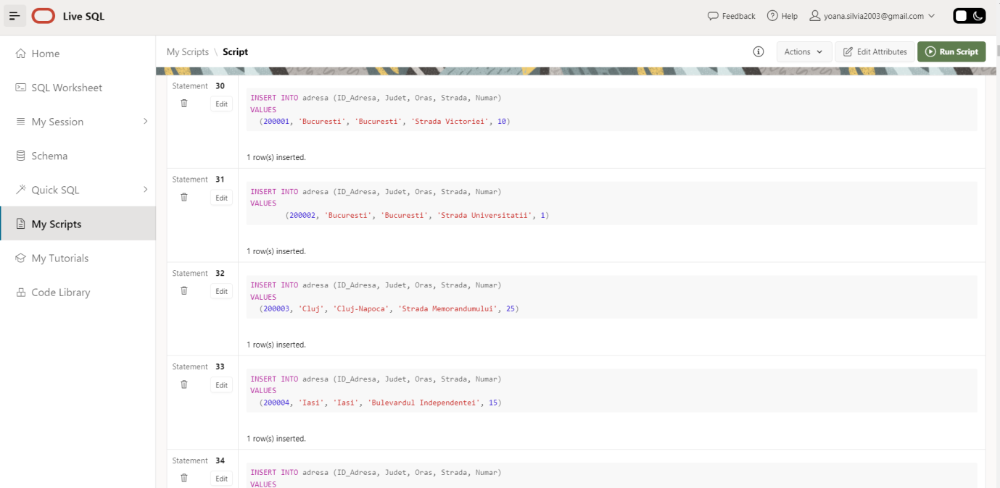 Live SQL
Feedback Help yoana.silvia2003@gmail.com
Home
SQL Worksheet
My Session
Schema
Quick SQL
My Scripts
My Tutorials
Code Library
My Scripts \ Script
Actions Edit Attributes Run Script
Statement 30
Edit
INSERT INTO adresa (ID_Adresa, Judet, Oras, Strada, Numar)
VALUES
(200001, 'Bucuresti', 'Bucuresti', 'Strada Victoriei', 10)
1 row(s) inserted.
Statement 31
Edit
INSERT INTO adresa (ID_Adresa, Judet, Oras, Strada, Numar)
VALUES
(200002, 'Bucuresti', 'Bucuresti', 'Strada Universitatii', 1)
1 row(s) inserted.
Statement 32
Edit
INSERT INTO adresa (ID_Adresa, Judet, Oras, Strada, Numar)
VALUES
(200003, 'Cluj', 'Cluj-Napoca', 'Strada Memorandumului', 25)
1 row(s) inserted.
Statement 33
Edit
INSERT INTO adresa (ID_Adresa, Judet, Oras, Strada, Numar)
VALUES
(200004, 'Iasi', 'Iasi', 'Bulevardul Independentei', 15)
1 row(s) inserted.
Statement 34
Edit
INSERT INTO adresa (ID_Adresa, Judet, Oras, Strada, Numar)
VALUES